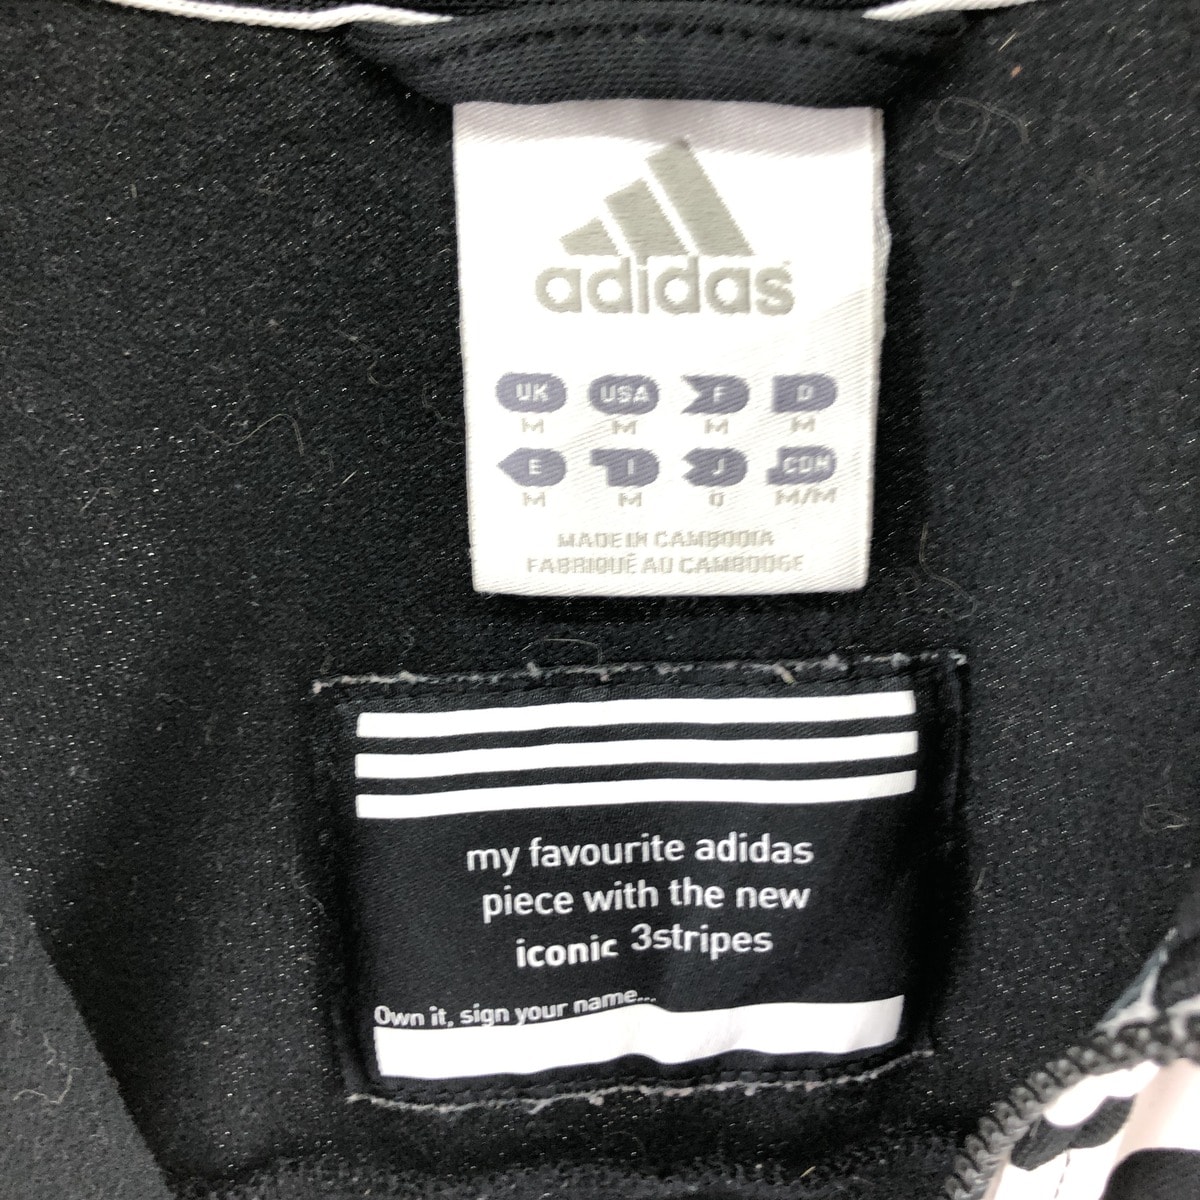 adidas
UK USA F D
M M M M
E I J CDN
M M O M/M
MADE IN CAMBODIA
FABRIQUÉ AU CAMBODGE
my favourite adidas
piece with the new
iconic 3stripes
Own it, sign your name...